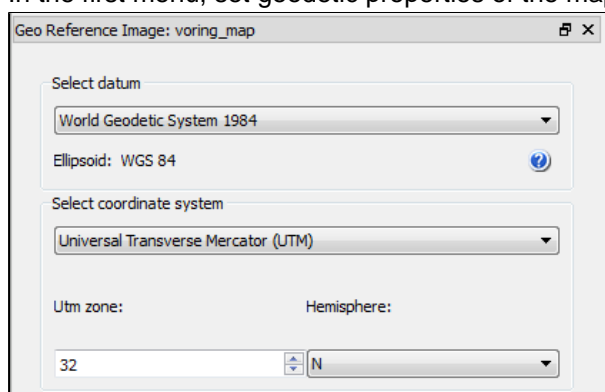 In the first menu, set geodetic properties of the ma
Geo Reference Image: voring_map
Select datum
World Geodetic System 1984
Ellipsoid: WGS 84
Select coordinate system
Universal Transverse Mercator (UTM)
Utm zone: Hemisphere:
32 N